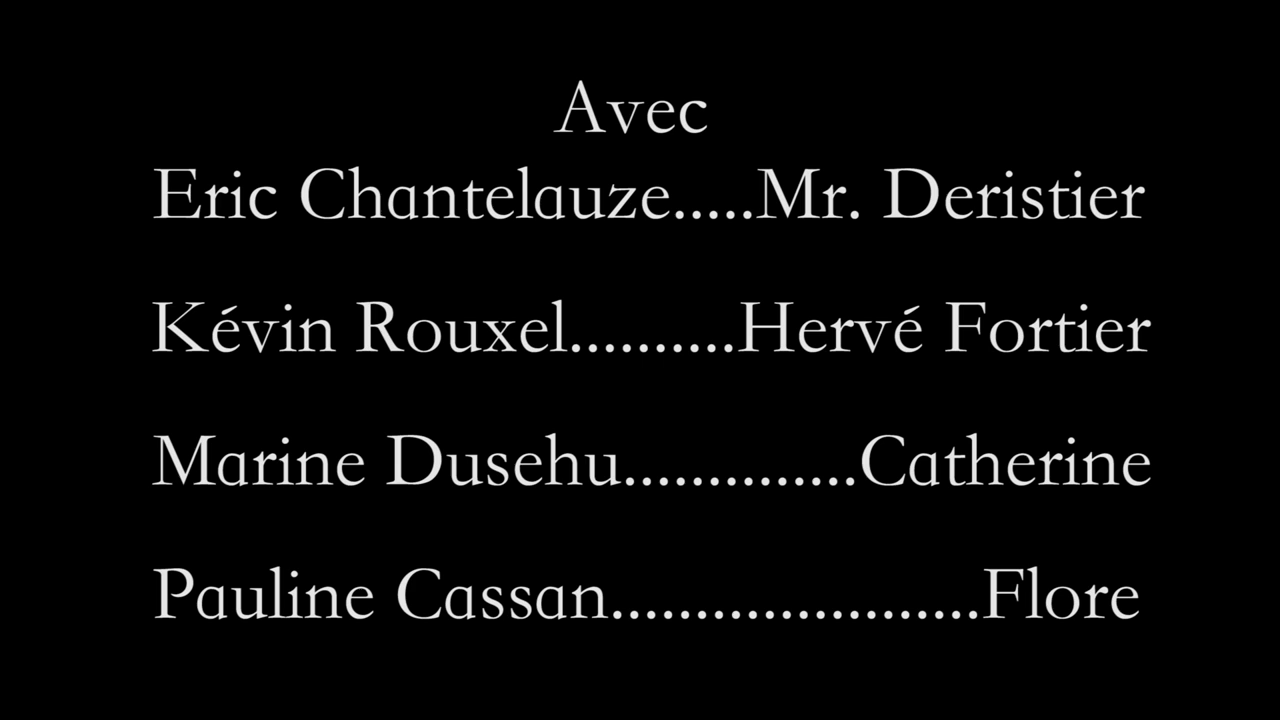 Avec
Eric Chantelauze.....Mr. Deristier
Kévin Rouxel..........Hervé Fortier
Marine Dusehu..............Catherine
Pauline Cassan......................Flore